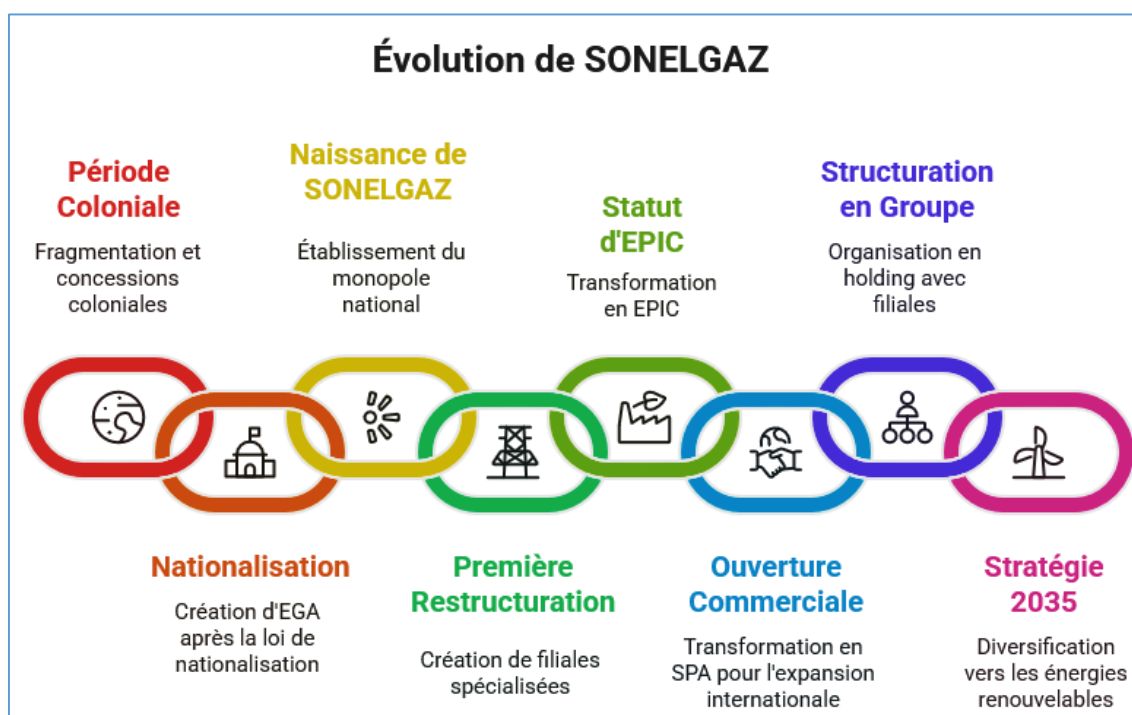 Évolution de SONELGAZ
Période
Coloniale
Fragmentation et
concessions
coloniales
Nationalisation
Création d'EGA
après la loi de
nationalisation
Naissance de
SONELGAZ
Établissement du
monopole
national
Première
Restructuration
Création de filiales
spécialisées
Statut
d'EPIC
Transformation
en EPIC
Ouverture
Commerciale
Transformation en
SPA pour l'expansion
internationale
Structuration
en Groupe
Organisation en
holding avec
filiales
Stratégie
2035
Diversification
vers les énergies
renouvelables